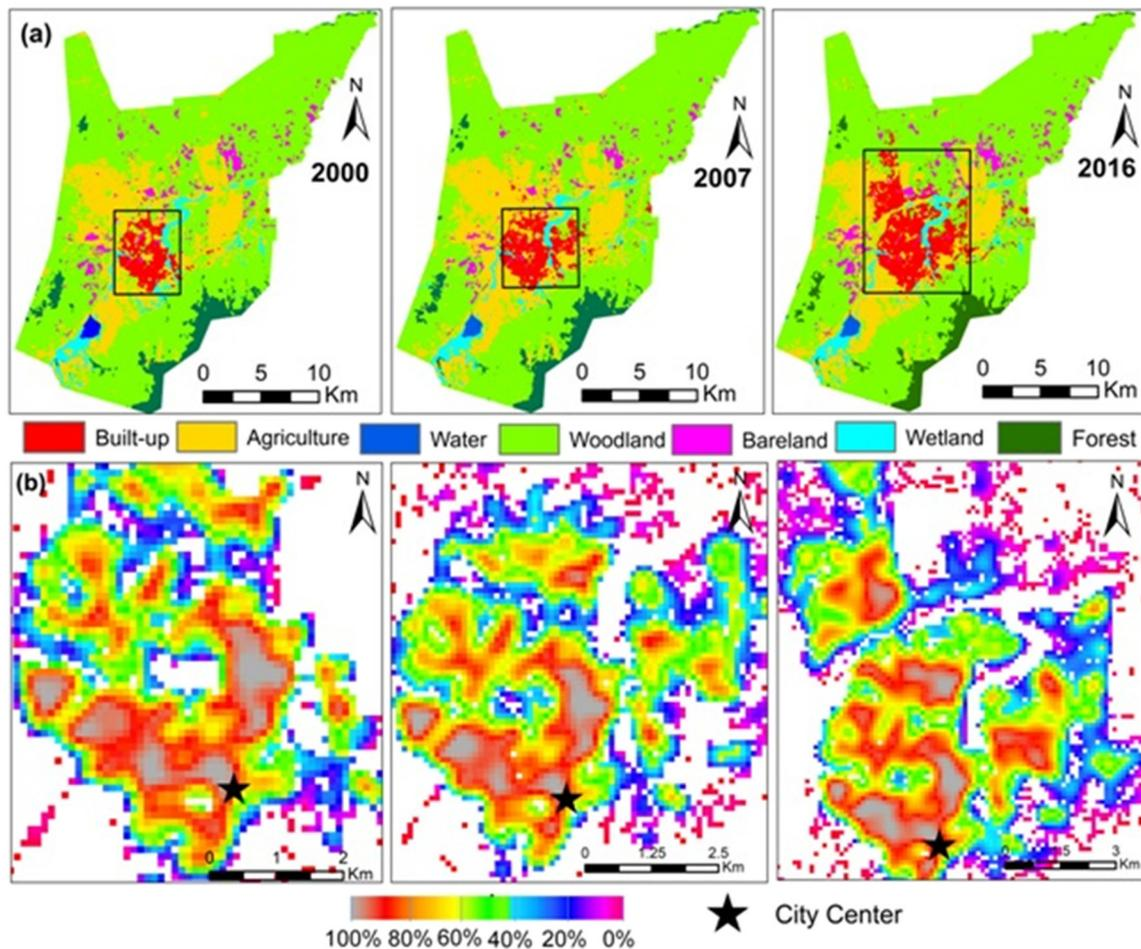 (a)
N
2000
0 5 10
Km
N
2007
0 5 10
Km
N
2016
0 5 10
Km
Built-up Agriculture Water Woodland Bareland Wetland Forest
(b)
N
0 1 2
Km
N
0 1.25 2.5
Km
N
3
Km
100% 80% 60% 40% 20% 0%
City Center